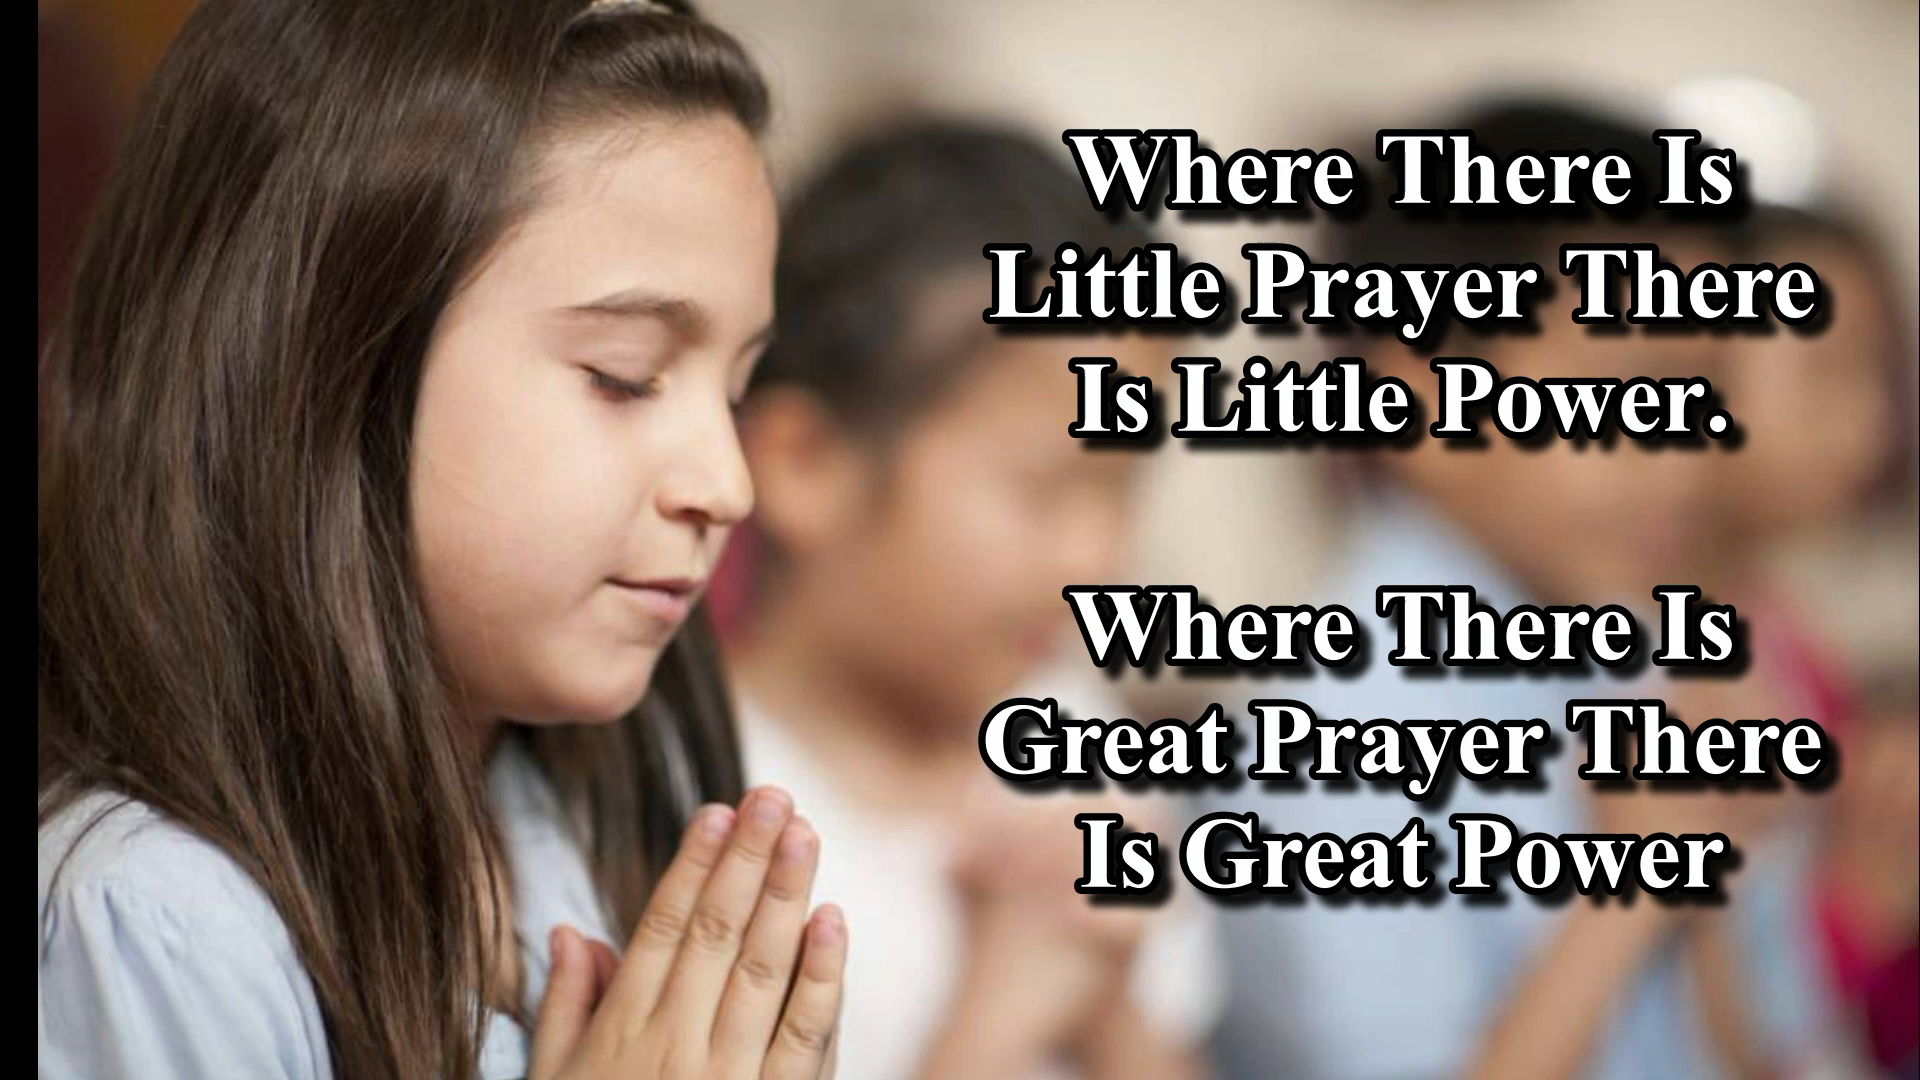 Where There Is
Little Prayer There
Is Little Power.
Where There Is
Great Prayer There
Is Great Power